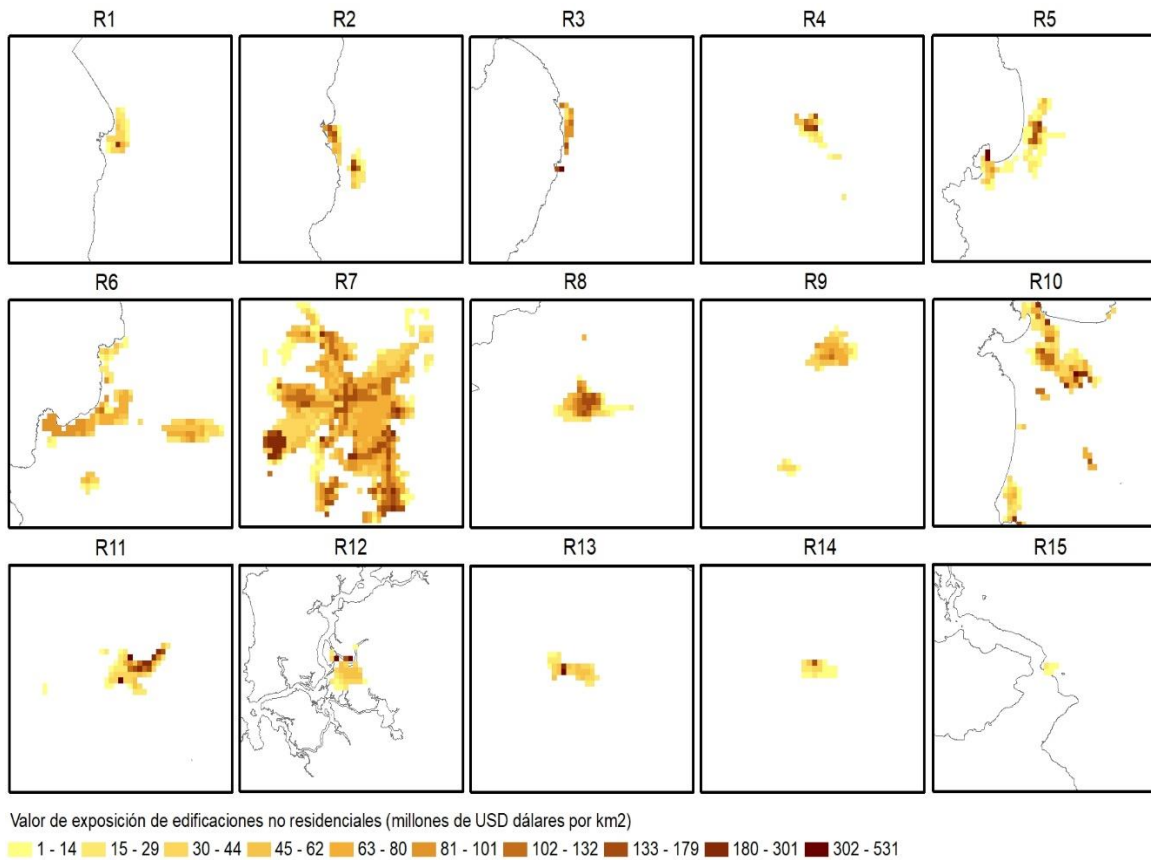 R1 R2 R3 R4 R5
R6 R7 R8 R9 R10
R11 R12 R13 R14 R15
Valor de exposición de edificaciones no residenciales (millones de USD dálares por km2)
1 - 14 15 - 29 30 - 44 45 - 62 63 - 80 81 - 101 102 - 132 133 - 179 180 - 301 302 - 531